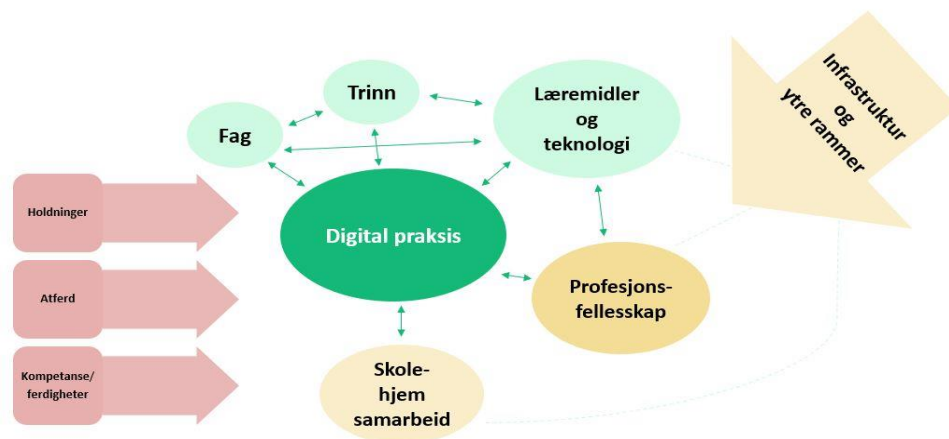 Trinn
Fag
Læremidler
og
teknologi
Infrastruktur
og
ytre rammer
Holdninger
Digital praksis
Atferd
Profesjons-
fellesskap
Kompetanse/
ferdigheter
Skole-
hjem
samarbeid